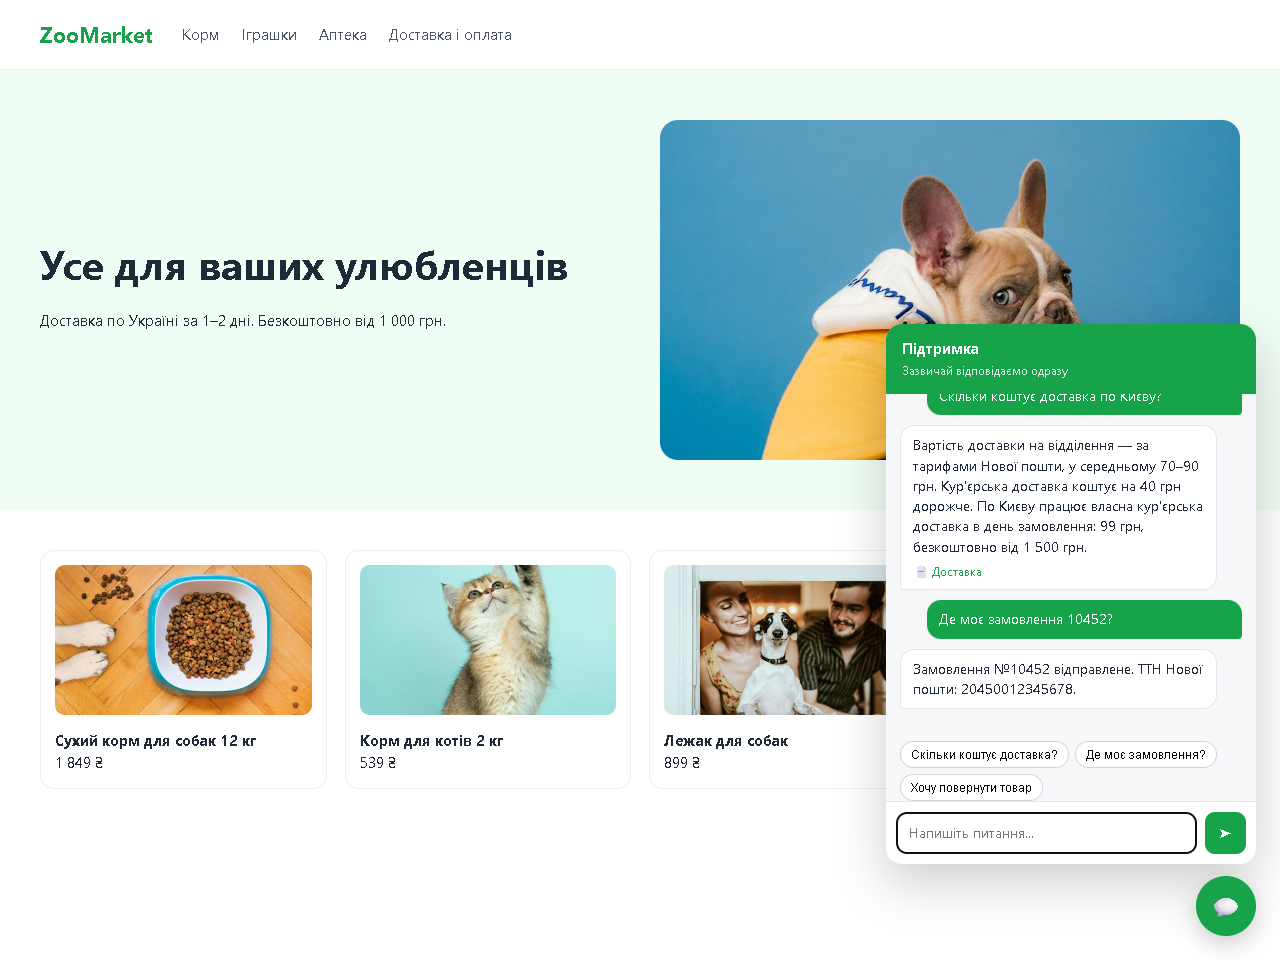 ZooMarket Корм Іграшки Аптека Доставка і оплата
Усе для ваших улюбленців
Доставка по Україні за 1–2 дні. Безкоштовно від 1 000 грн.
Сухий корм для собак 12 кг
1 849 ₴
Корм для котів 2 кг
539 ₴
Лежак для собак
899 ₴
Підтримка
Зазвичай відповідаємо одразу
Скільки коштує доставка по Києву?
Вартість доставки на відділення — за
тарифами Нової пошти, у середньому 70–90
грн. Кур'єрська доставка коштує на 40 грн
дорожче. По Києву працює власна кур'єрська
доставка в день замовлення: 99 грн,
безкоштовно від 1 500 грн.
Доставка
Де моє замовлення 10452?
Замовлення №10452 відправлене. ТТН Нової
пошти: 20450012345678.
Скільки коштує доставка? Де моє замовлення?
Хочу повернути товар
Напишіть питання...